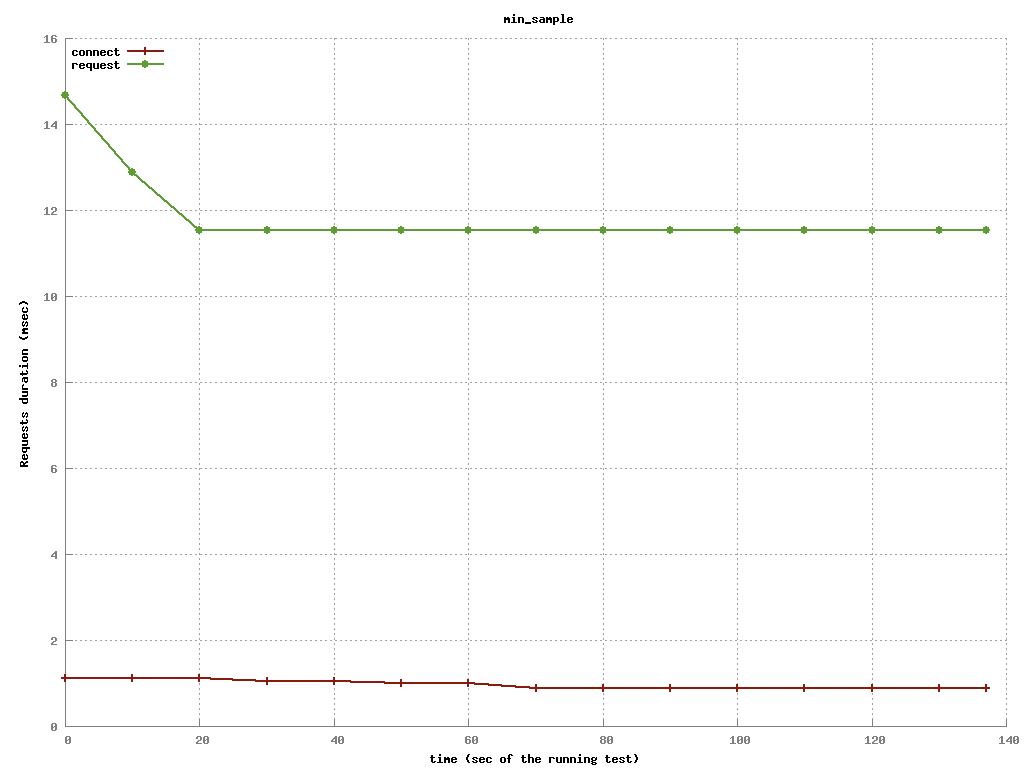 min_sample
16
connect
request
14
12
10
8
6
4
2
0
Requests duration (msec)
0 20 40 60 80 100 120 140
time (sec of the running test)